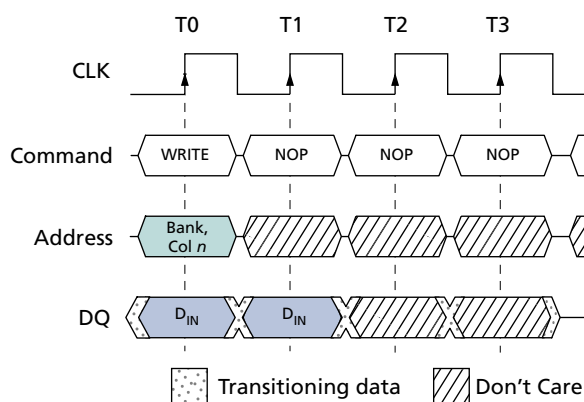 T0 T1 T2 T3
CLK
Command WRITE NOP NOP NOP
Address Bank,
Col n
DQ DIN DIN
Transitioning data Don't Care